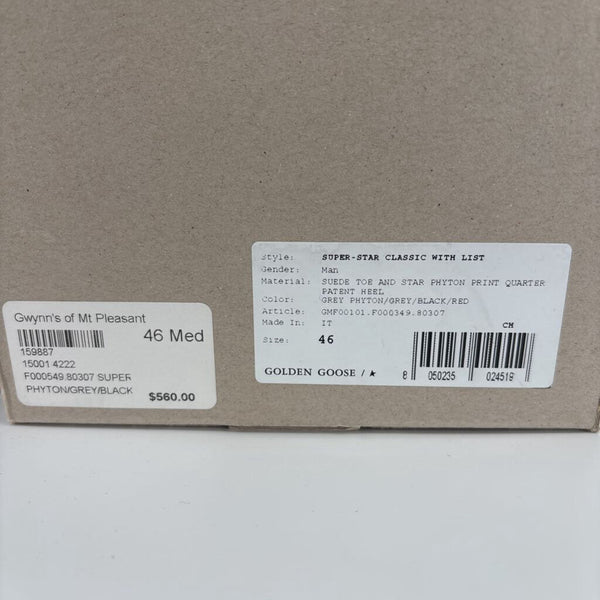 Style: SUPER-STAR CLASSIC WITH LIST
Gender: Man
Material: SUEDE TOE AND STAR PHYTON PRINT QUARTER
PATENT HEEL
Color: GREY PHYTON/GREY/BLACK/RED
Article: GMF00101.F000349.80307
Made In: IT
CM
Size: 46
GOLDEN GOOSE / ★
8 050235 024519
Gwynn's of Mt Pleasant
46 Med
159887
15001 4222
F000549.80307 SUPER
PHYTON/GREY/BLACK
$560.00